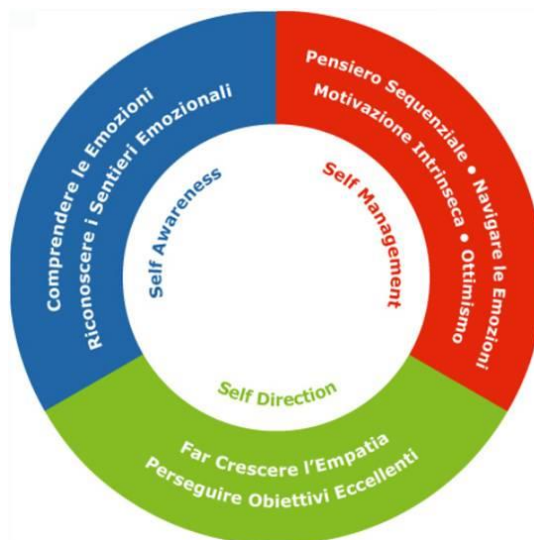 Comprendere le Emozioni
Riconoscere i Sentieri Emozionali
Self Awareness
Pensiero Sequenziale • Navigare le Emozioni
Motivazione Intrinseca • Ottimismo
Self Management
Self Direction
Far Crescere l'Empatia
Perseguire Obiettivi Eccellenti